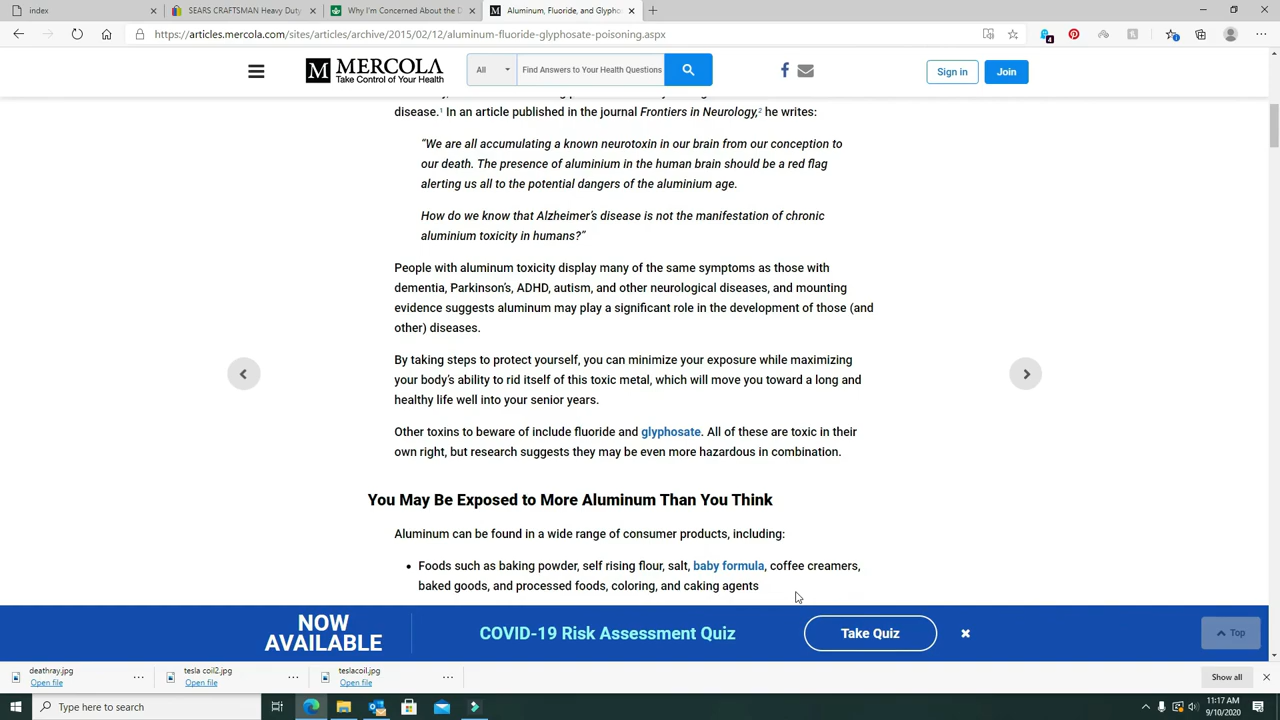 index
SEARS CRAFTSMAN Heavy Duty
Why I'm Concerned About the D
Aluminum, Fluoride, and Glypho
https://articles.mercola.com/sites/articles/archive/2015/02/12/aluminum-fluoride-glyphosate-poisoning.aspx
MERCOLA
Take Control of Your Health
All
Find Answers to Your Health Questions
Sign in
Join
disease.1 In an article published in the journal Frontiers in Neurology,2 he writes:
“We are all accumulating a known neurotoxin in our brain from our conception to
our death. The presence of aluminium in the human brain should be a red flag
alerting us all to the potential dangers of the aluminium age.
How do we know that Alzheimer’s disease is not the manifestation of chronic
aluminium toxicity in humans?”
People with aluminum toxicity display many of the same symptoms as those with
dementia, Parkinson’s, ADHD, autism, and other neurological diseases, and mounting
evidence suggests aluminum may play a significant role in the development of those (and
other) diseases.
By taking steps to protect yourself, you can minimize your exposure while maximizing
your body’s ability to rid itself of this toxic metal, which will move you toward a long and
healthy life well into your senior years.
Other toxins to beware of include fluoride and glyphosate. All of these are toxic in their
own right, but research suggests they may be even more hazardous in combination.
You May Be Exposed to More Aluminum Than You Think
Aluminum can be found in a wide range of consumer products, including:
• Foods such as baking powder, self rising flour, salt, baby formula, coffee creamers,
baked goods, and processed foods, coloring, and caking agents
NOW
AVAILABLE
COVID-19 Risk Assessment Quiz
Take Quiz
Top
deathray.jpg
Open file
tesla coil2.jpg
Open file
teslacoil.jpg
Open file
Show all
Type here to search
11:17 AM
9/10/2020